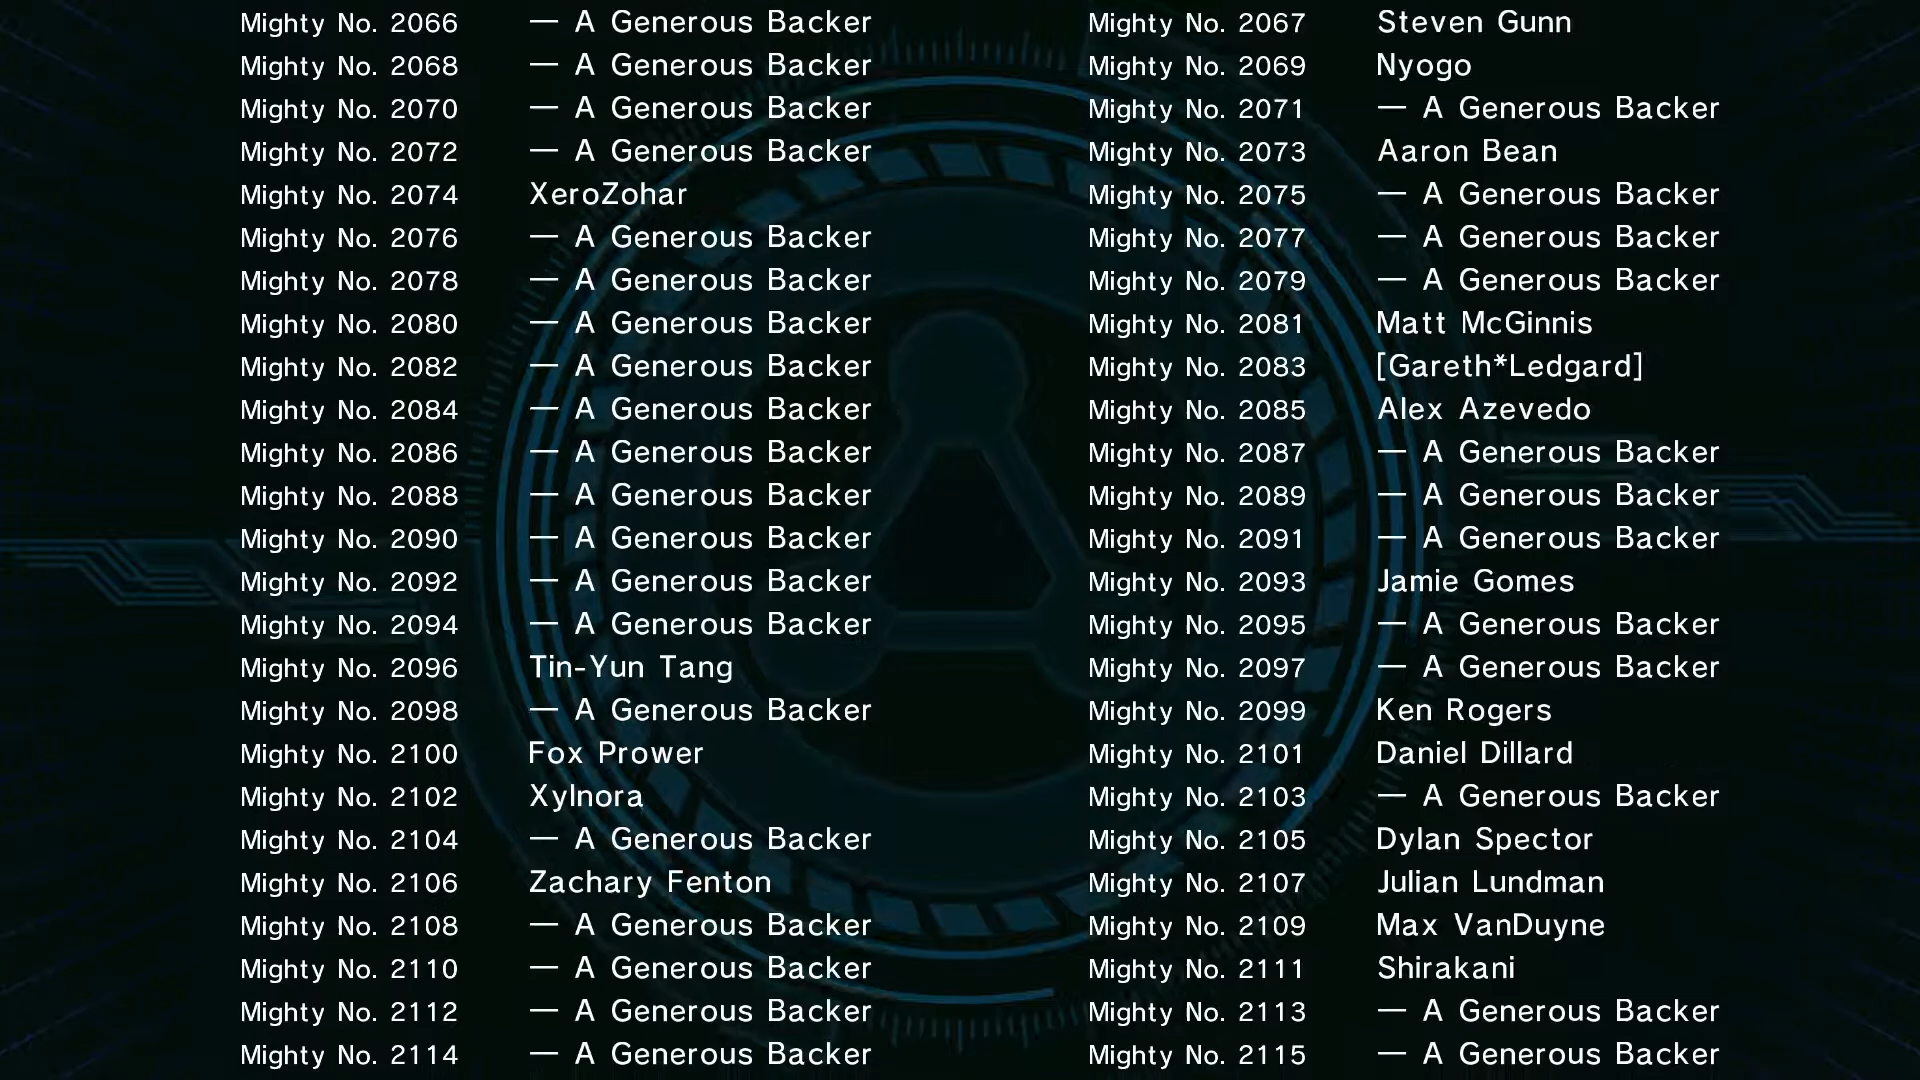 Mighty No. 2066 — A Generous Backer Mighty No. 2067 Steven Gunn
Mighty No. 2068 — A Generous Backer Mighty No. 2069 Nyogo
Mighty No. 2070 — A Generous Backer Mighty No. 2071 — A Generous Backer
Mighty No. 2072 — A Generous Backer Mighty No. 2073 Aaron Bean
Mighty No. 2074 XeroZohar Mighty No. 2075 — A Generous Backer
Mighty No. 2076 — A Generous Backer Mighty No. 2077 — A Generous Backer
Mighty No. 2078 — A Generous Backer Mighty No. 2079 — A Generous Backer
Mighty No. 2080 — A Generous Backer Mighty No. 2081 Matt McGinnis
Mighty No. 2082 — A Generous Backer Mighty No. 2083 [Gareth*Ledgard]
Mighty No. 2084 — A Generous Backer Mighty No. 2085 Alex Azevedo
Mighty No. 2086 — A Generous Backer Mighty No. 2087 — A Generous Backer
Mighty No. 2088 — A Generous Backer Mighty No. 2089 — A Generous Backer
Mighty No. 2090 — A Generous Backer Mighty No. 2091 — A Generous Backer
Mighty No. 2092 — A Generous Backer Mighty No. 2093 Jamie Gomes
Mighty No. 2094 — A Generous Backer Mighty No. 2095 — A Generous Backer
Mighty No. 2096 Tin-Yun Tang Mighty No. 2097 — A Generous Backer
Mighty No. 2098 — A Generous Backer Mighty No. 2099 Ken Rogers
Mighty No. 2100 Fox Prower Mighty No. 2101 Daniel Dillard
Mighty No. 2102 Xylnora Mighty No. 2103 — A Generous Backer
Mighty No. 2104 — A Generous Backer Mighty No. 2105 Dylan Spector
Mighty No. 2106 Zachary Fenton Mighty No. 2107 Julian Lundman
Mighty No. 2108 — A Generous Backer Mighty No. 2109 Max VanDuyne
Mighty No. 2110 — A Generous Backer Mighty No. 2111 Shirakani
Mighty No. 2112 — A Generous Backer Mighty No. 2113 — A Generous Backer
Mighty No. 2114 — A Generous Backer Mighty No. 2115 — A Generous Backer